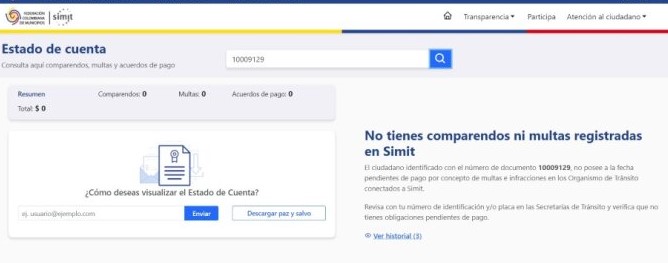 FEDERACIÓN
COLOMBIANA
DE MUNICIPIOS
simit
Transparencia
Participa
Atención al ciudadano
Estado de cuenta
Consulta aquí comparendos, multas y acuerdos de pago
10009129
Resumen
Comparendos: 0
Multas: 0
Acuerdos de pago: 0
Total: $ 0
¿Cómo deseas visualizar el Estado de Cuenta?
ej. usuario@ejemplo.com
Enviar
Descargar paz y salvo
No tienes comparendos ni multas registradas
en Simit
El ciudadano identificado con el número de documento 10009129, no posee a la fecha
pendientes de pago por concepto de multas e infracciones en los Organismo de Tránsito
conectados a Simit.
Revisa con tu número de identificación y/o placa en las Secretarías de Tránsito y verifica que no
tienes obligaciones pendientes de pago.
Ver historial (3)